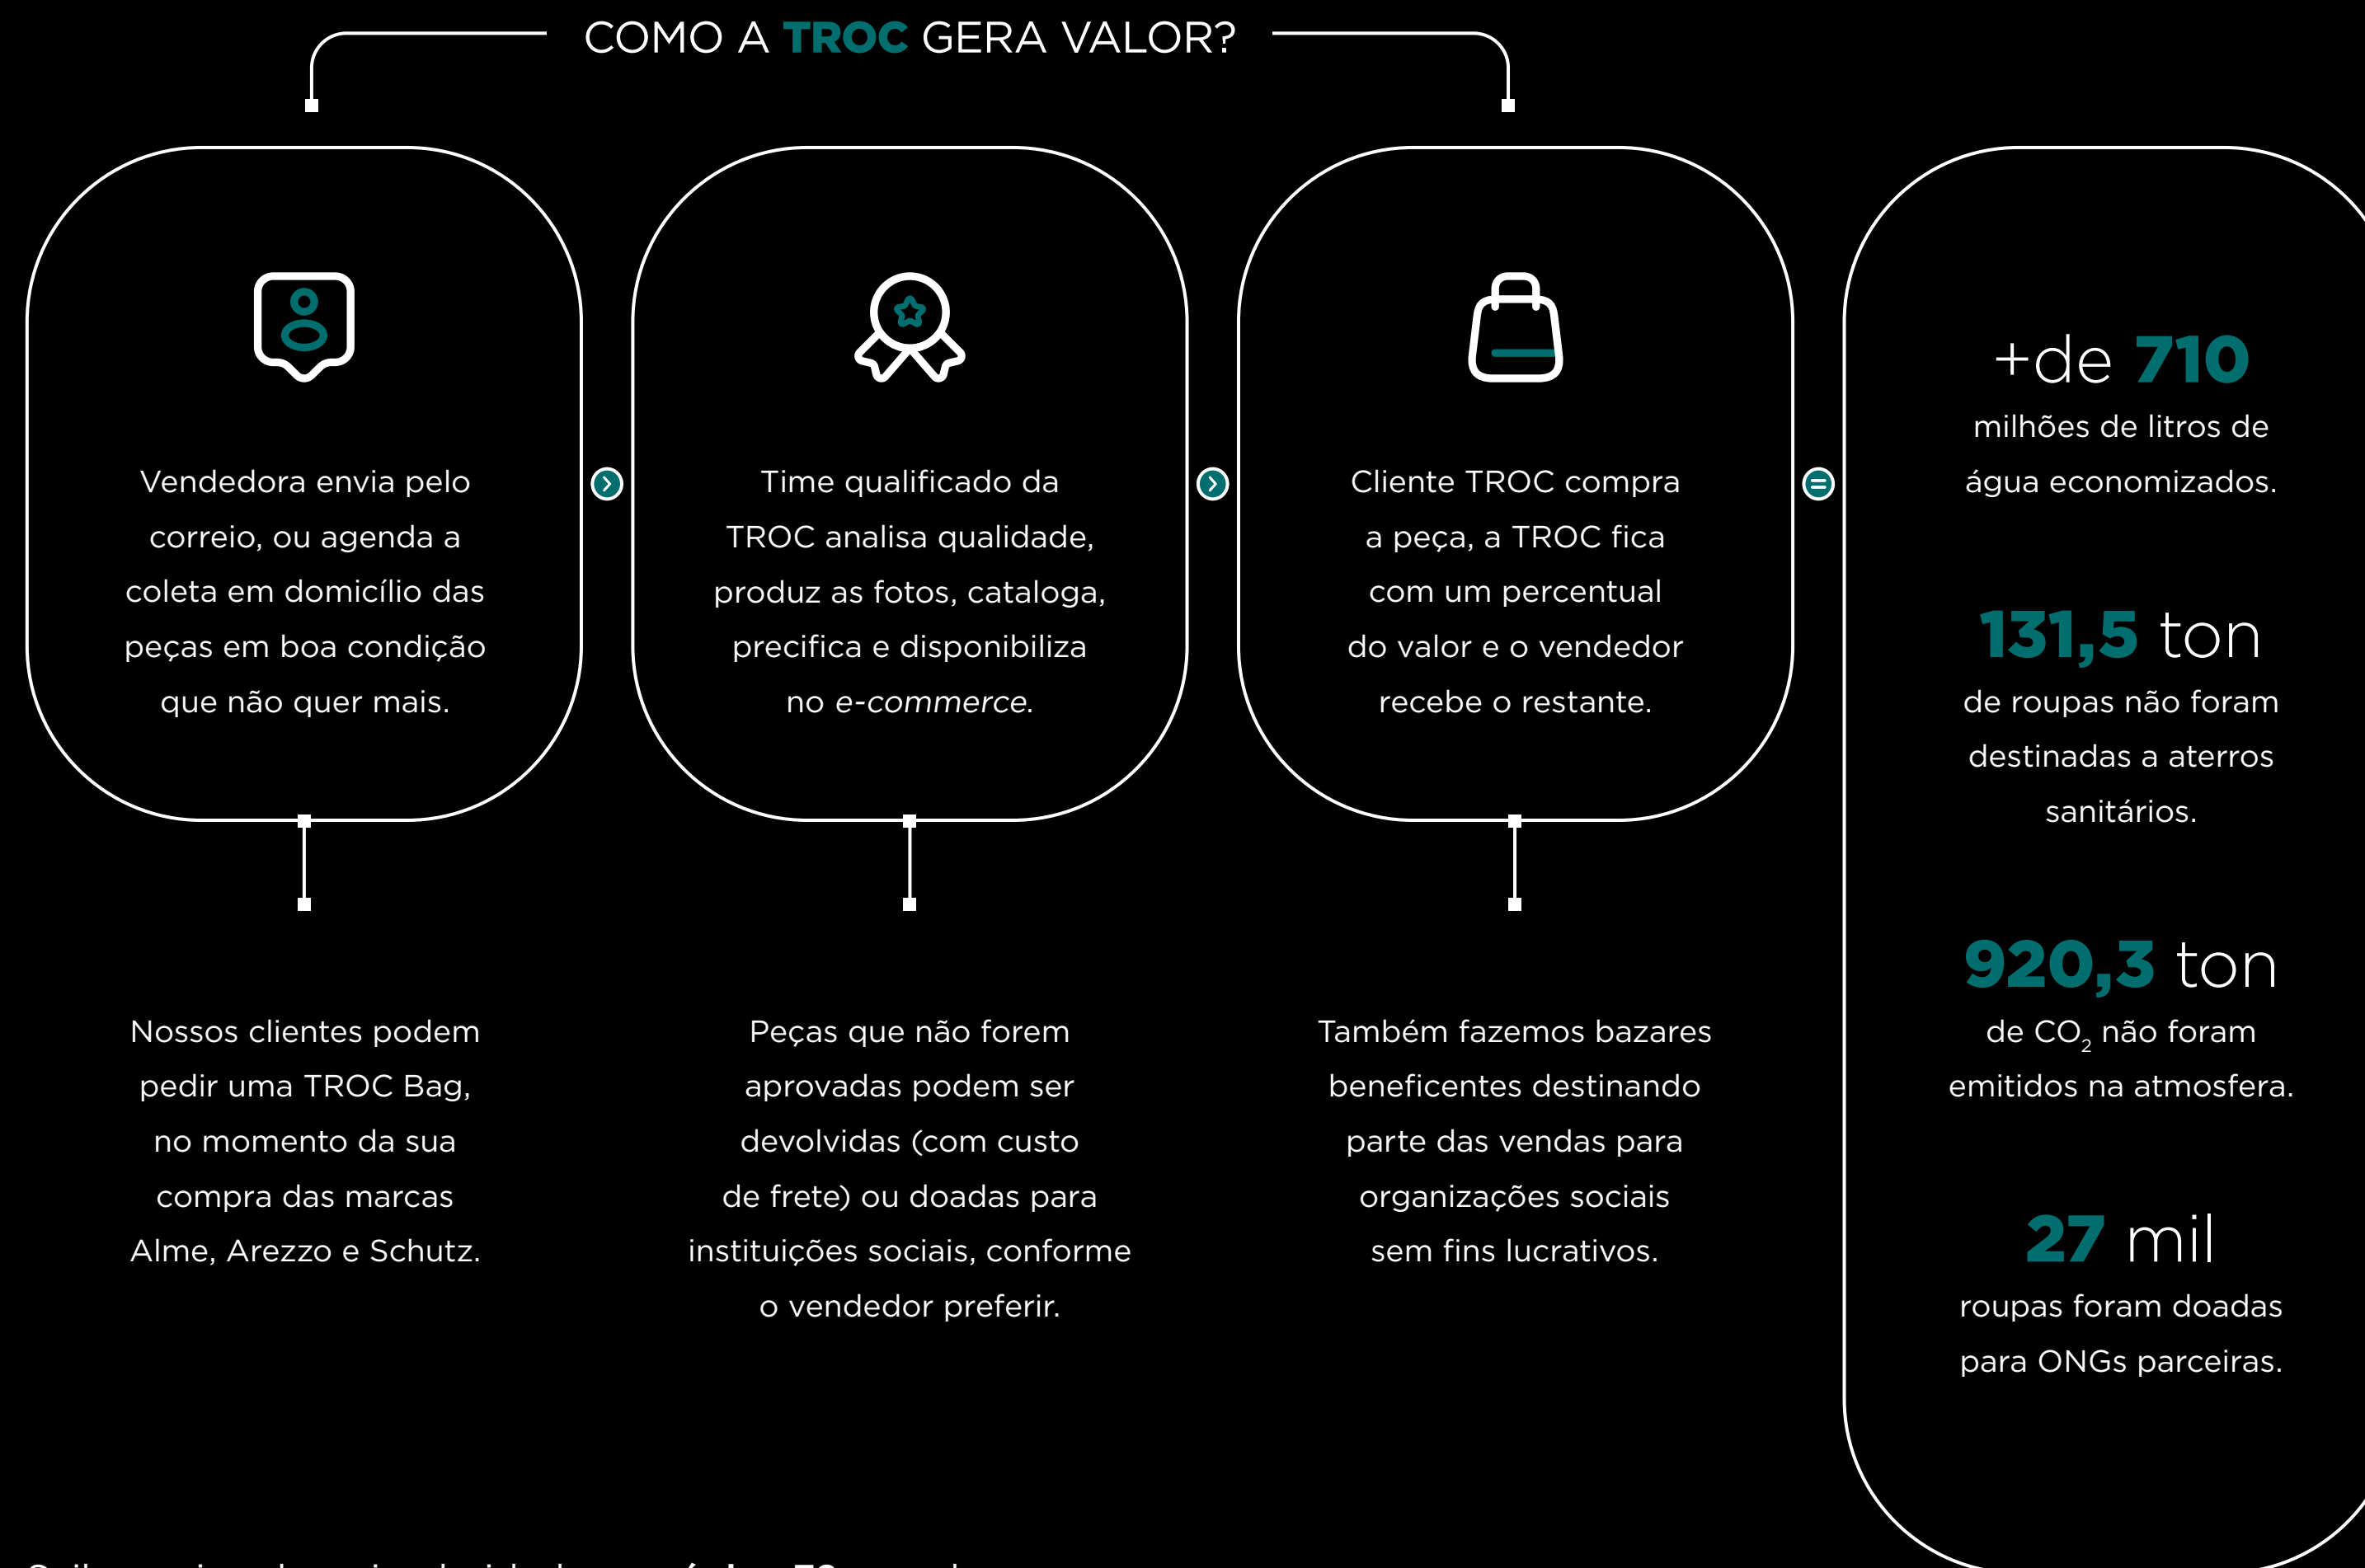 COMO A TROC GERA VALOR?
Vendedora envia pelo
correio, ou agenda a
coleta em domicílio das
peças em boa condição
que não quer mais.
Time qualificado da
TROC analisa qualidade,
produz as fotos, cataloga,
precifica e disponibiliza
no e-commerce.
Cliente TROC compra
a peça, a TROC fica
com um percentual
do valor e o vendedor
recebe o restante.
Nossos clientes podem
pedir uma TROC Bag,
no momento da sua
compra das marcas
Alme, Arezzo e Schutz.
Peças que não forem
aprovadas podem ser
devolvidas (com custo
de frete) ou doadas para
instituições sociais, conforme
o vendedor preferir.
Também fazemos bazares
beneficentes destinando
parte das vendas para
organizações sociais
sem fins lucrativos.
+de 710
milhões de litros de
água economizados.
131,5 ton
de roupas não foram
destinadas a aterros
sanitários.
920,3 ton
de CO₂ não foram
emitidos na atmosfera.
27 mil
roupas foram doadas
para ONGs parceiras.